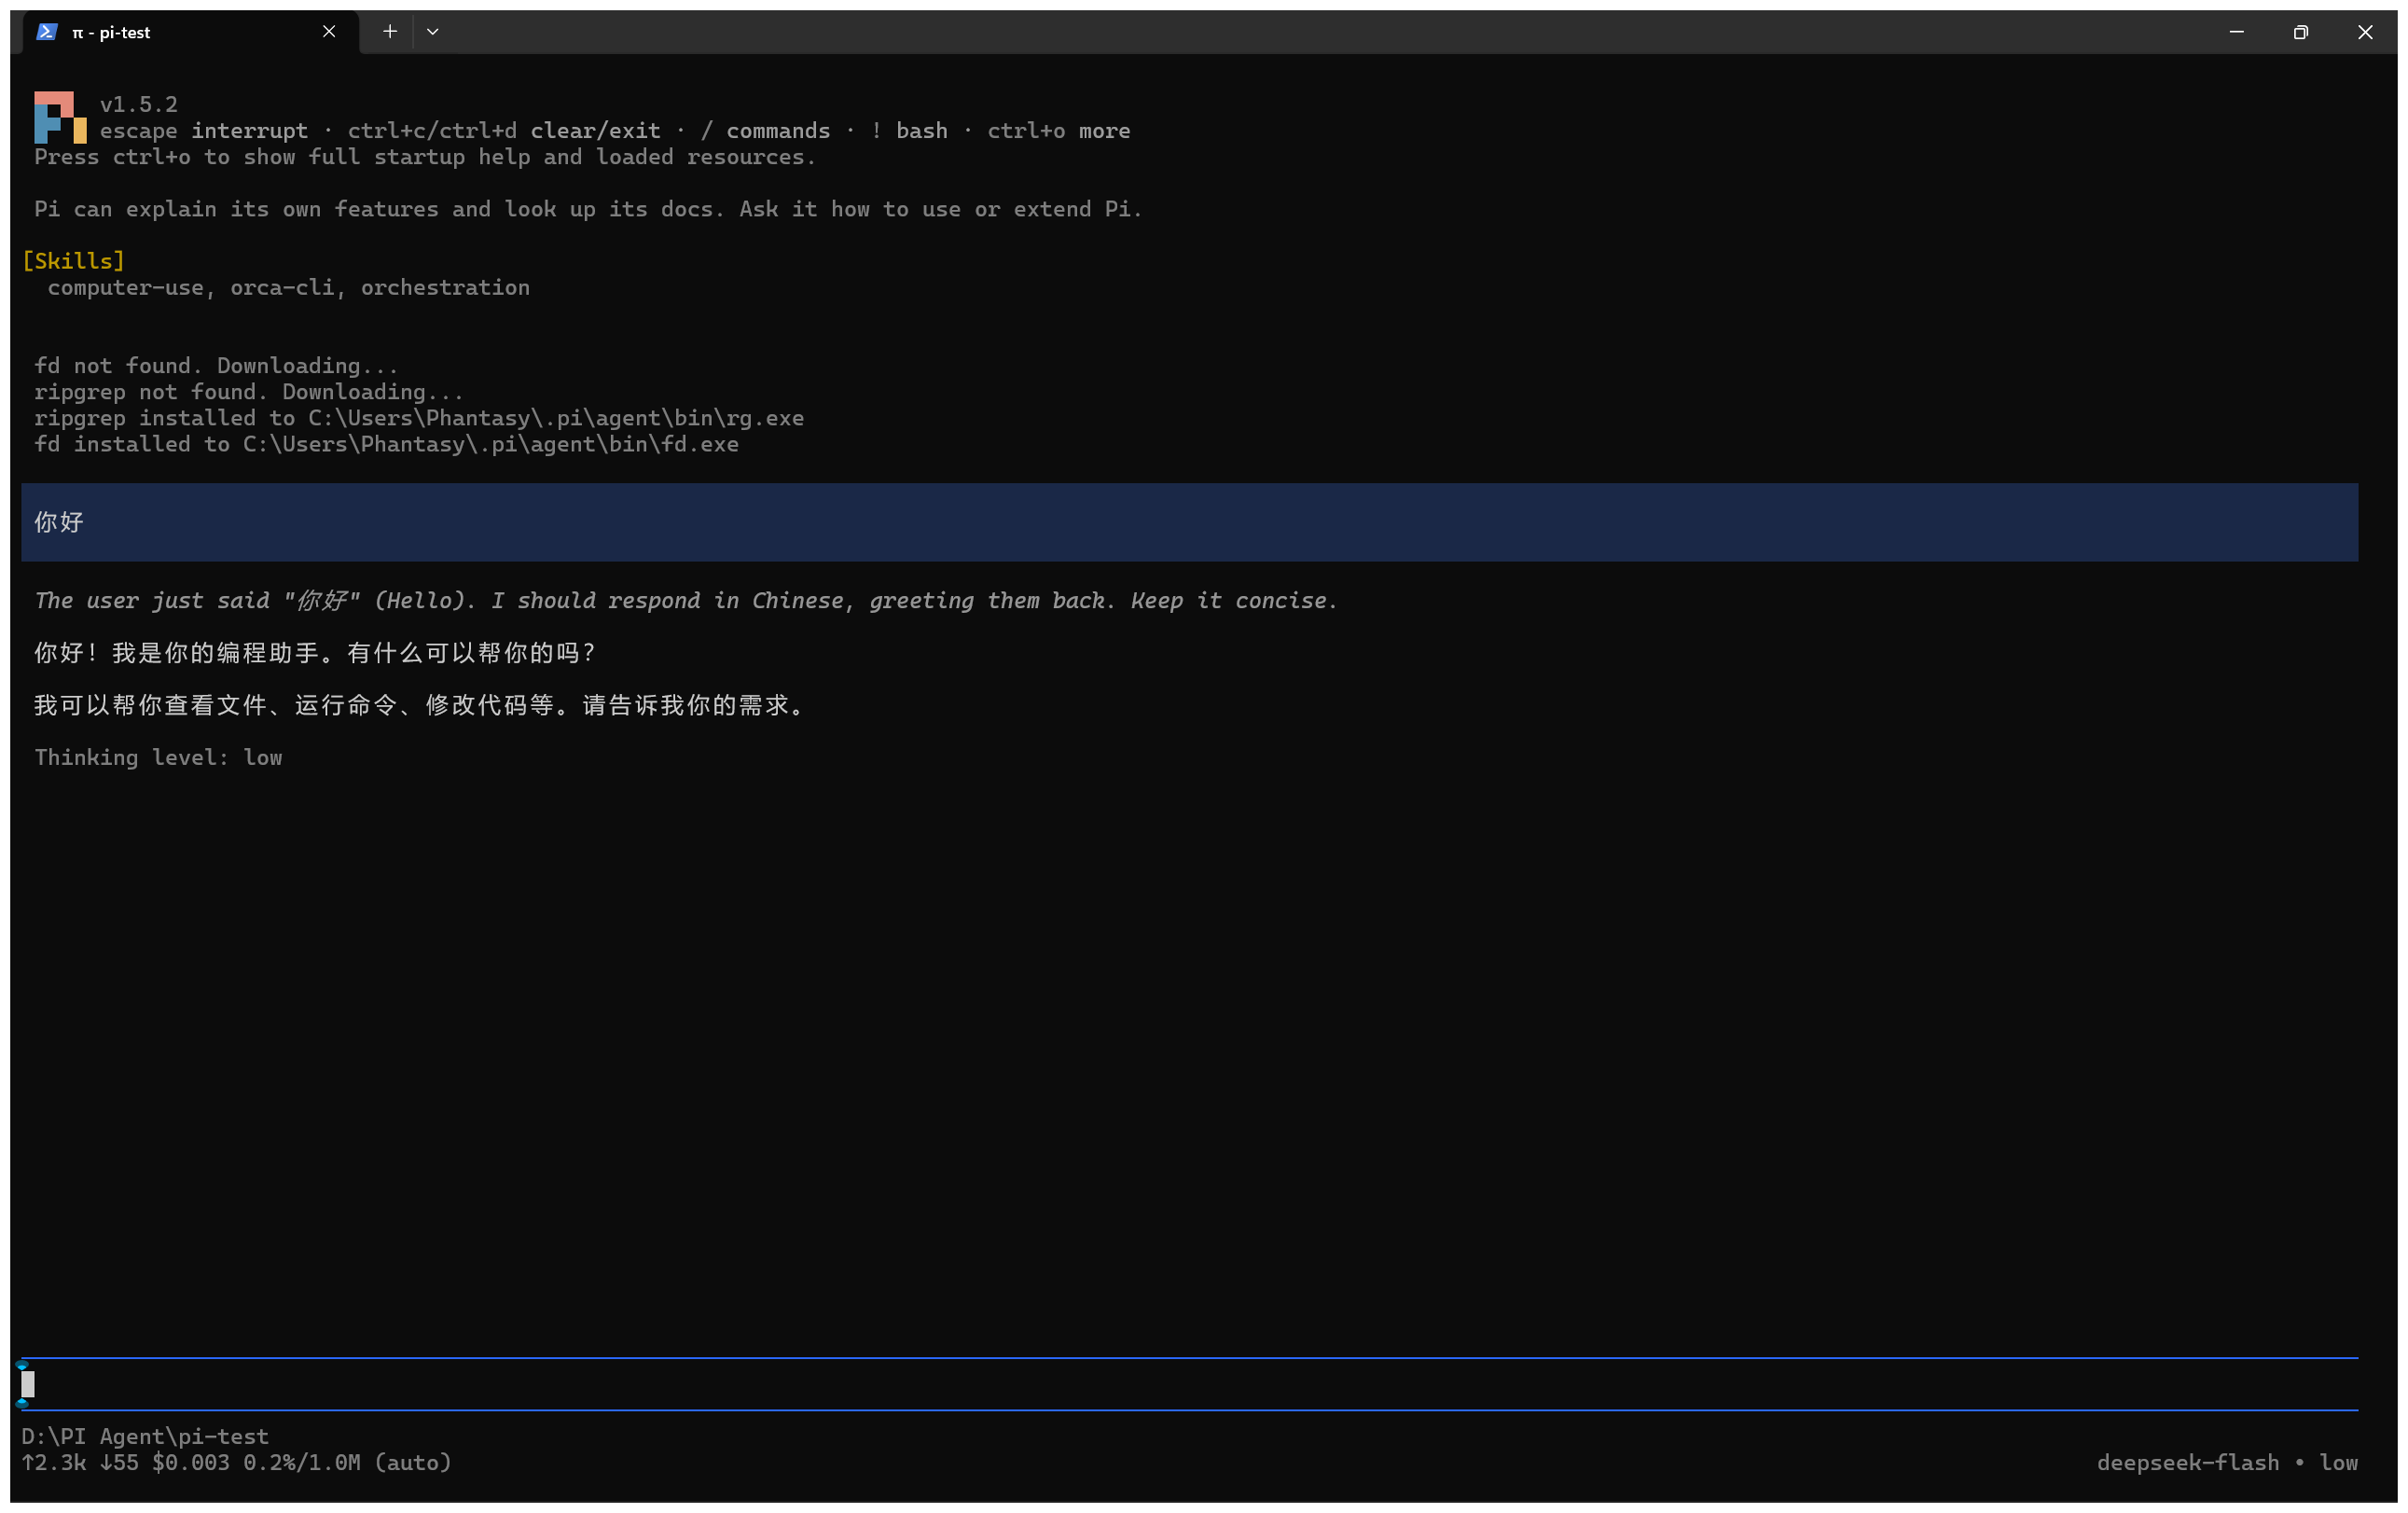 π - pi-test
v1.5.2
escape interrupt · ctrl+c/ctrl+d clear/exit · / commands · ! bash · ctrl+o more
Press ctrl+o to show full startup help and loaded resources.
Pi can explain its own features and look up its docs. Ask it how to use or extend Pi.
[Skills]
computer-use, orca-cli, orchestration
fd not found. Downloading...
ripgrep not found. Downloading...
ripgrep installed to C:\Users\Phantasy\.pi\agent\bin\rg.exe
fd installed to C:\Users\Phantasy\.pi\agent\bin\fd.exe
你好
The user just said "你好" (Hello). I should respond in Chinese, greeting them back. Keep it concise.
你好！我是你的编程助手。有什么可以帮你的吗？
我可以帮你查看文件、运行命令、修改代码等。请告诉我你的需求。
Thinking level: low
D:\PI Agent\pi-test
↑2.3k ↓55 $0.003 0.2%/1.0M (auto) deepseek-flash • low